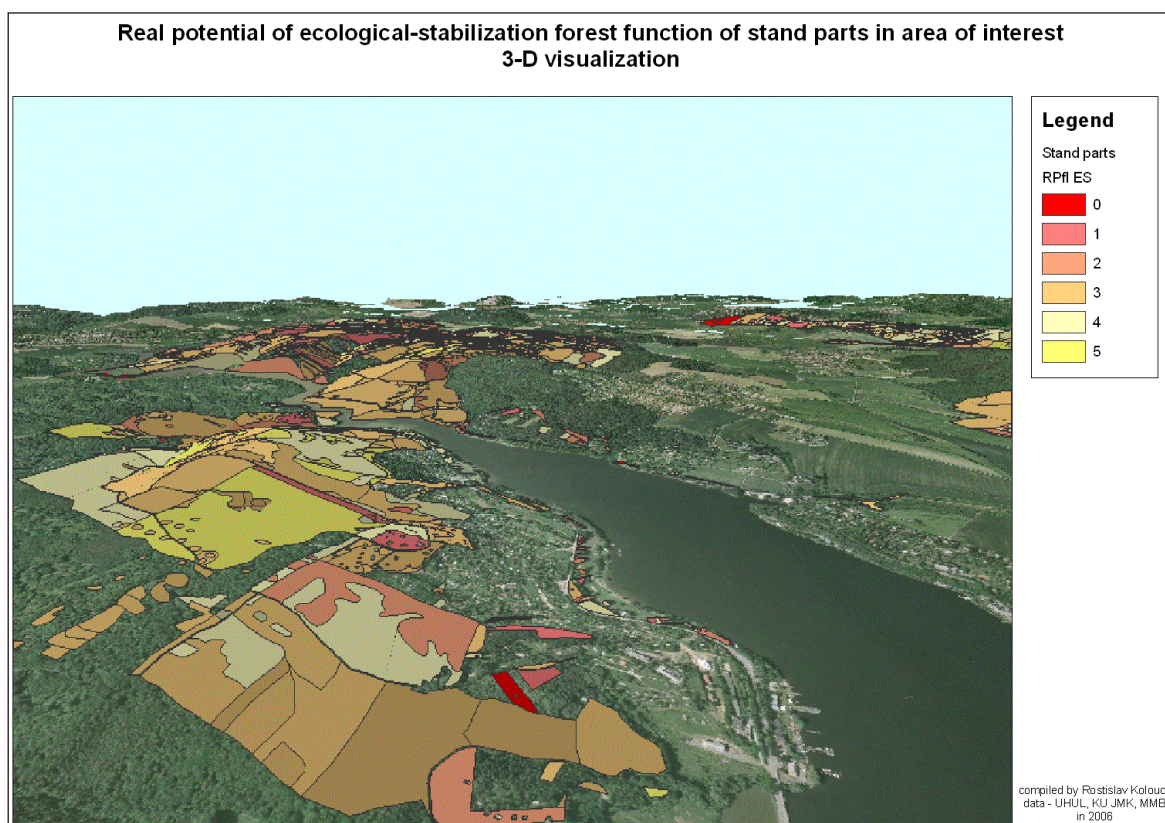 Real potential of ecological-stabilization forest function of stand parts in area of interest
3-D visualization
Legend
Stand parts
RPfl ES
0
1
2
3
4
5
compiled by Rostislav Kolouc
data - UHUL, KU JMK, MMB
in 2006